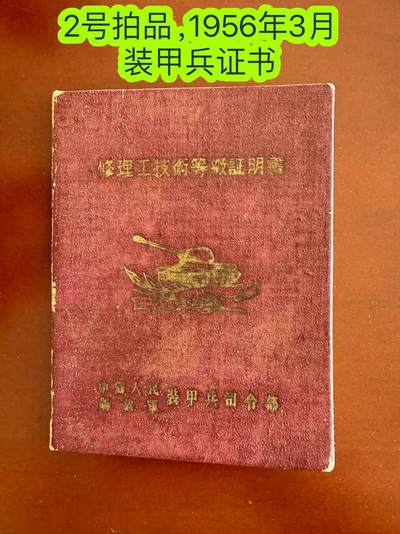 2号拍品,1956年3月
装甲兵证书
修理工技術等級証明書
中國人民
解放軍 装甲兵司令部